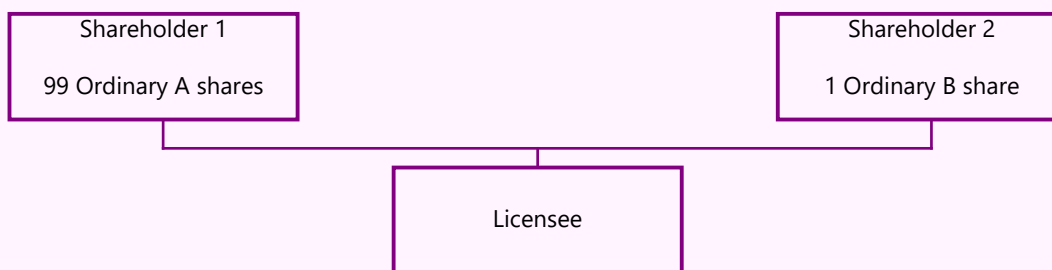 Shareholder 1
99 Ordinary A shares
Shareholder 2
1 Ordinary B share
Licensee